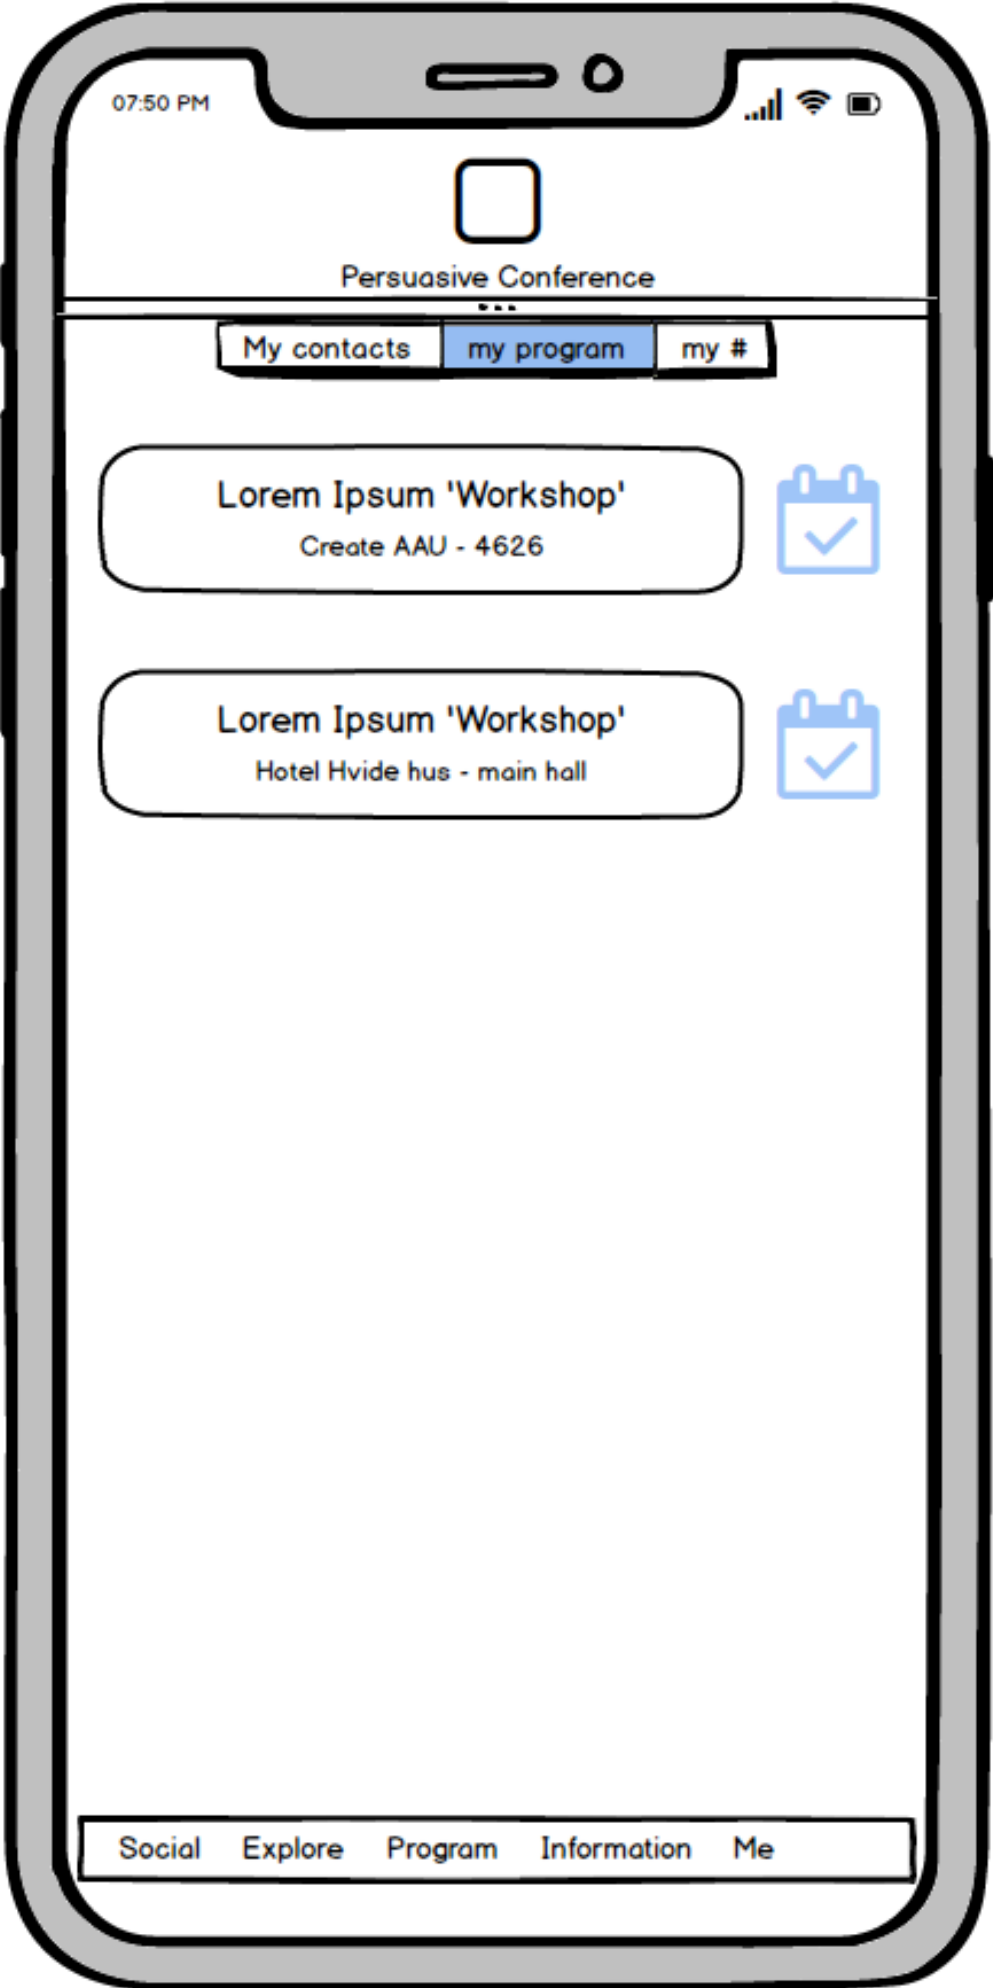 07:50 PM
Persuasive Conference
My contacts my program my #
Lorem Ipsum 'Workshop'
Create AAU - 4626
Lorem Ipsum 'Workshop'
Hotel Hvide hus - main hall
Social Explore Program Information Me